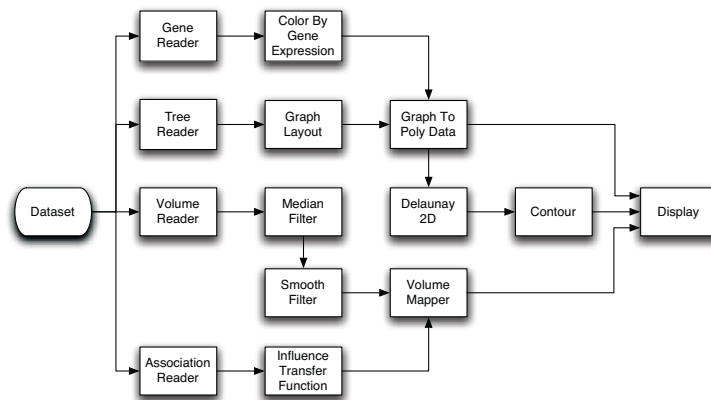 Gene
Reader
Color By
Gene
Expression
Tree
Reader
Graph
Layout
Graph To
Poly Data
Dataset
Volume
Reader
Median
Filter
Delaunay
2D
Contour
Display
Smooth
Filter
Volume
Mapper
Association
Reader
Influence
Transfer
Function